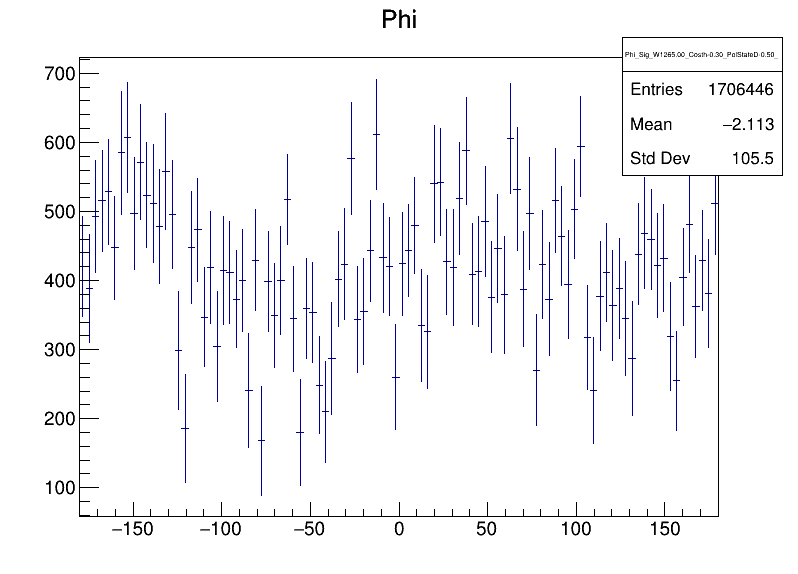 Phi
Phi_Sig_W1265.00_Costh-0.30_PolStateD-0.50_
Entries 1706446
Mean −2.113
Std Dev 105.5
700
600
500
400
300
200
100
−150 −100 −50 0 50 100 150